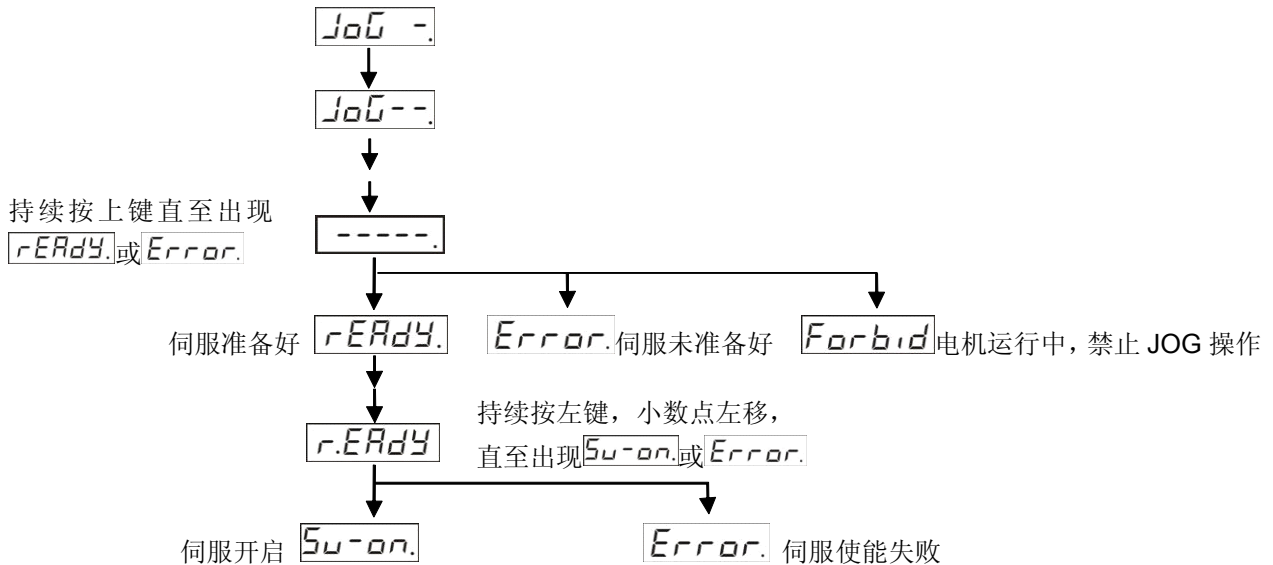 JoG -.
JoG--.
持续按上键直至出现
rEAdY.或Error.
-----.
伺服准备好 rEAdY. Error.伺服未准备好 Forbid电机运行中，禁止 JOG 操作
r.EAdY
持续按左键，小数点左移，
直至出现Su-on.或Error.
伺服开启 Su-on. Error. 伺服使能失败